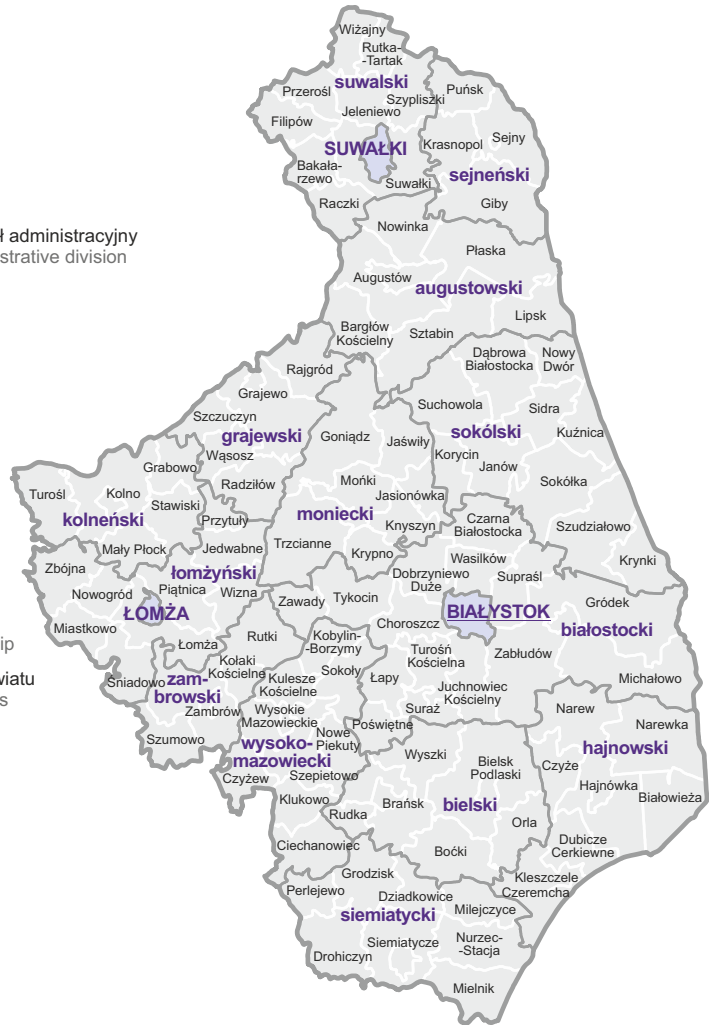 Wiżajny
Rutka-
-Tartak
suwalski
Przerośl
Szypliszki
Puńsk
Jeleniewo
Filipów
Sejny
Krasnopol
SUWAŁKI
Bakała-
rzewo
Suwałki
sejneński
Raczki
Giby
Nowinka
ł administracyjny
strative division
Płaska
Augustów
augustowski
Lipsk
Bargłów
Kościelny
Sztabin
Dąbrowa
Białostocka
Nowy
Dwór
Rajgród
Grajewo
Suchowola
Sidra
Szczuczyn
grajewski
Goniądz
Jaświły
sokólski
Kuźnica
Wąsosz
Korycin
Janów
Grabowo
Radziłów
Mońki
Sokółka
Turośl
Kolno
Stawiski
Jasionówka
kolneński
Przytuły
moniecki
Knyszyn
Czarna
Białostocka
Szudziałowo
Mały Płock
Jedwabne
Trzcianne
Krypno
Krynki
Zbójna
łomżyński
Wasilków
Supraśl
Dobrzyniewo
Duże
Nowogród
Piątnica
Wizna
Zawady
Tykocin
Gródek
ŁOMŻA
BIAŁYSTOK
Miastkowo
Choroszcz
białostocki
ip
Łomża
Rutki
Kobylin-
-Borzymy
Turośń
Kościelna
Zabłudów
Kołaki
Kościelne
Sokoły
Łapy
iatu
s
Śniadowo
zam-
browski
Kulesze
Kościelne
Juchnowiec
Kościelny
Michałowo
Zambrów
Wysokie
Mazowieckie
Suraż
Narew
Szumowo
Nowe
Piekuty
Poświętne
Narewka
wysoko-
mazowiecki
Wyszki
Bielsk
Podlaski
hajnowski
Czyże
Czyżew
Szepietowo
Hajnówka
Klukowo
Brańsk
bielski
Białowieża
Rudka
Orla
Ciechanowiec
Boćki
Dubicze
Cerkiewne
Grodzisk
Kleszczele
Perlejewo
Dziadkowice
Czeremcha
siemiatycki
Milejczyce
Siemiatycze
Nurzec-
-Stacja
Drohiczyn
Mielnik